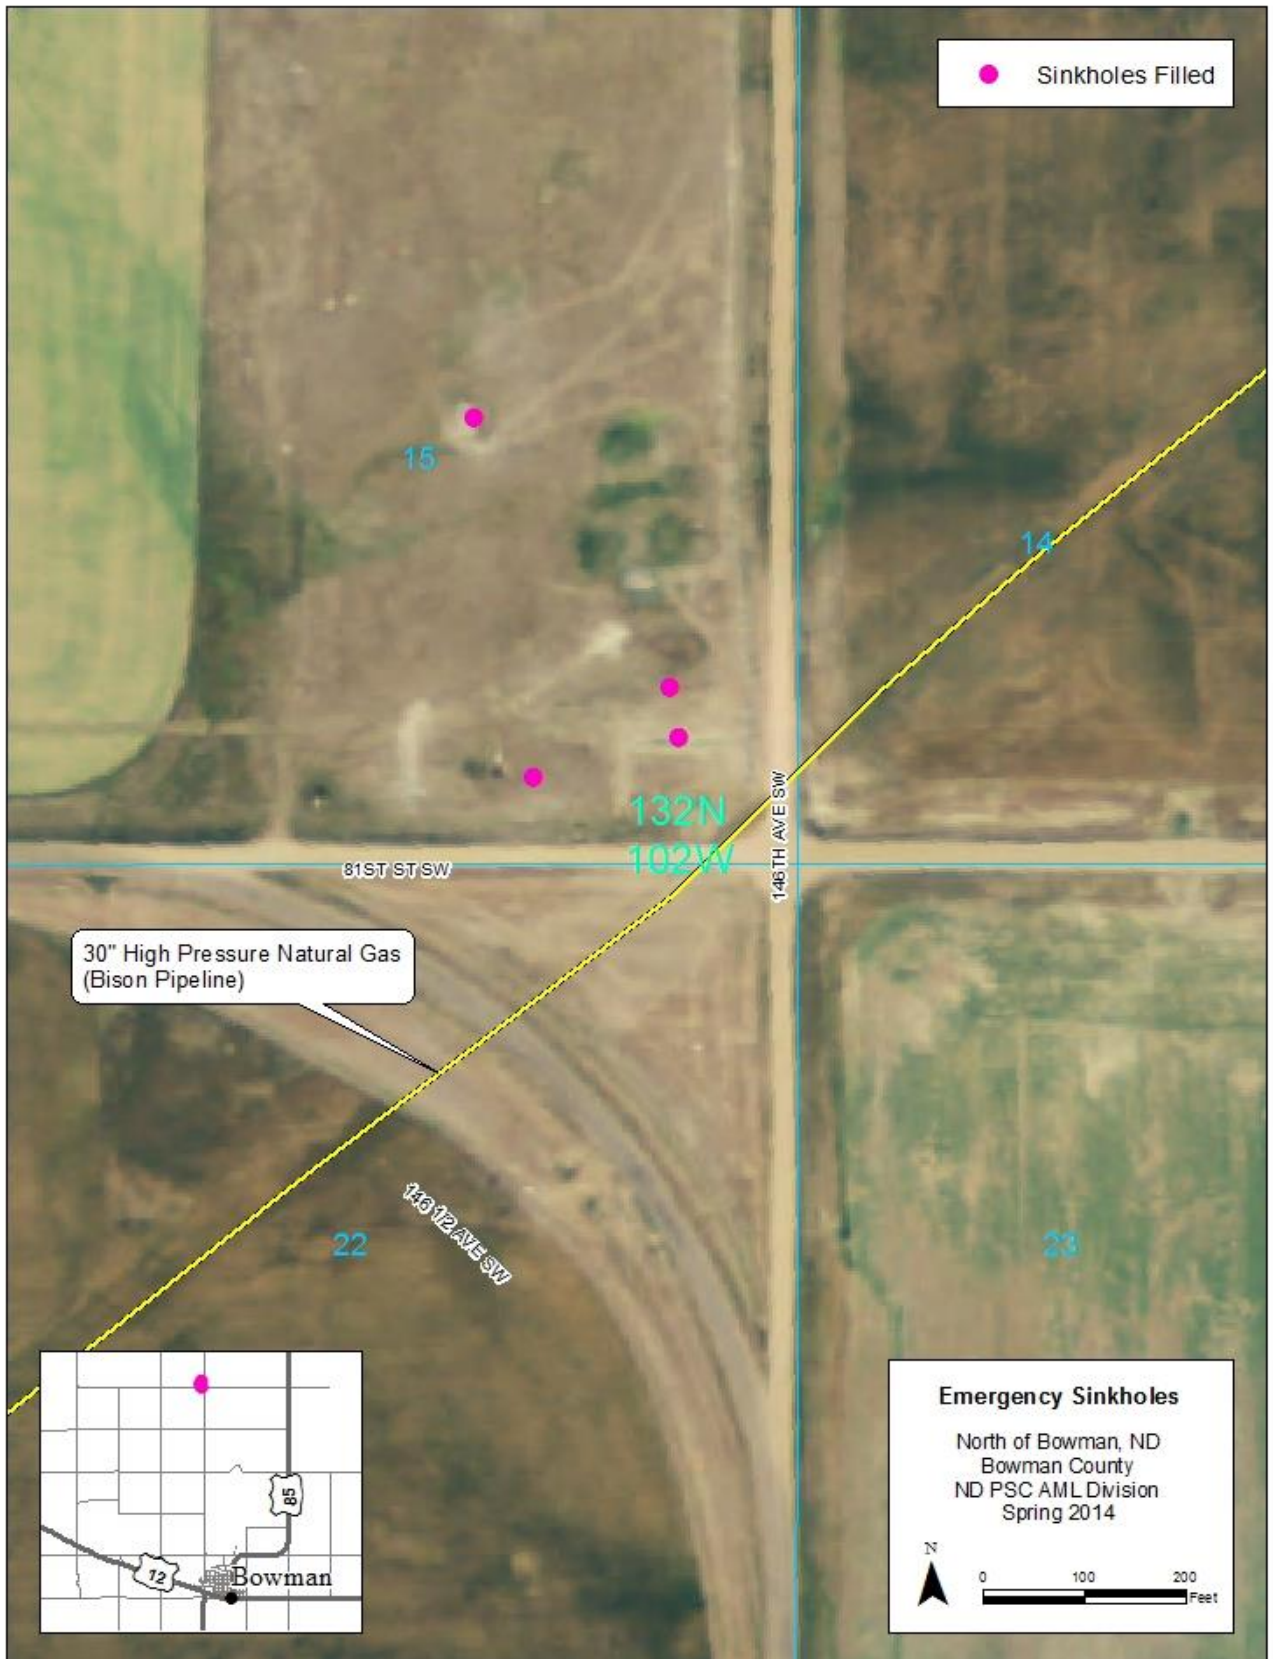 Sinkholes Filled
15
14
132N
102W
146TH AVE SW
81ST ST SW
30" High Pressure Natural Gas
(Bison Pipeline)
146 1/2 AVE SW
22
23
85
12
Bowman
Emergency Sinkholes
North of Bowman, ND
Bowman County
ND PSC AML Division
Spring 2014
N
0 100 200
Feet